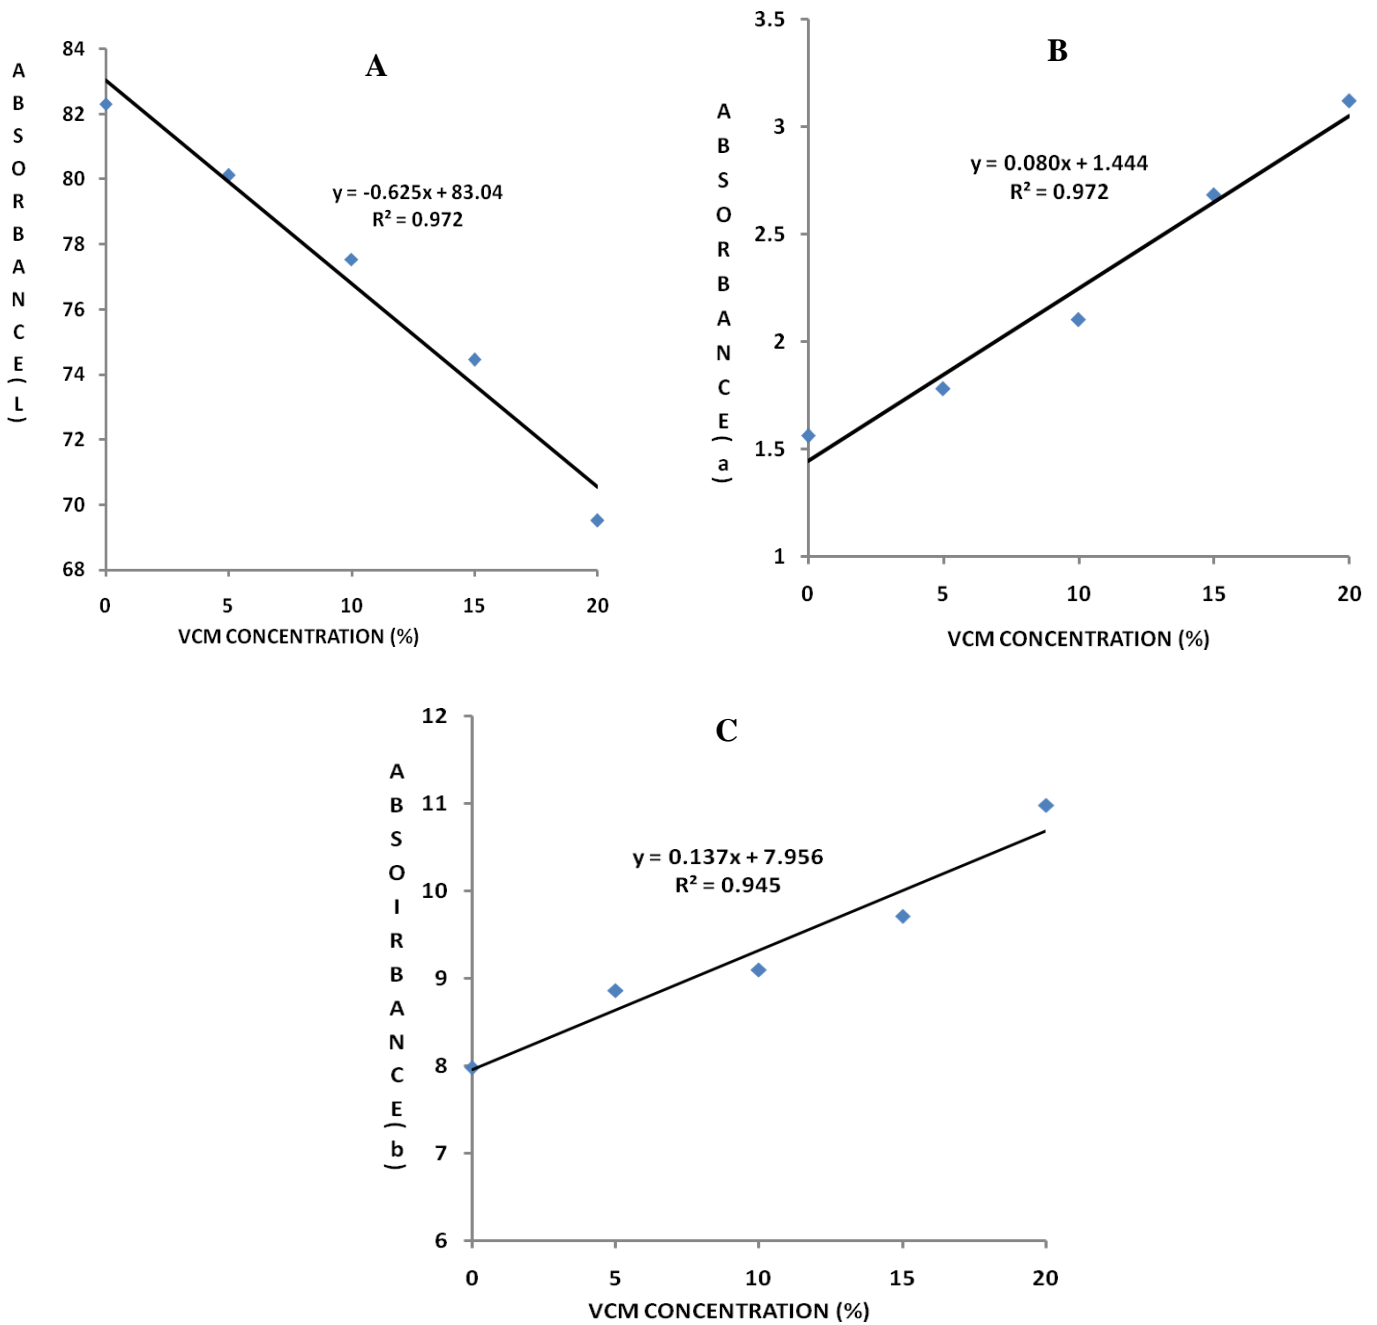 A
ABSORBANCE(L)
84
82
80
78
76
74
72
70
68
y = -0.625x + 83.04
R² = 0.972
0 5 10 15 20
VCM CONCENTRATION (%)
B
ABSORBANCE(a)
3.5
3
2.5
2
1.5
1
y = 0.080x + 1.444
R² = 0.972
0 5 10 15 20
VCM CONCENTRATION (%)
C
ABSOIRBANCE(b)
12
11
10
9
8
7
6
y = 0.137x + 7.956
R² = 0.945
0 5 10 15 20
VCM CONCENTRATION (%)